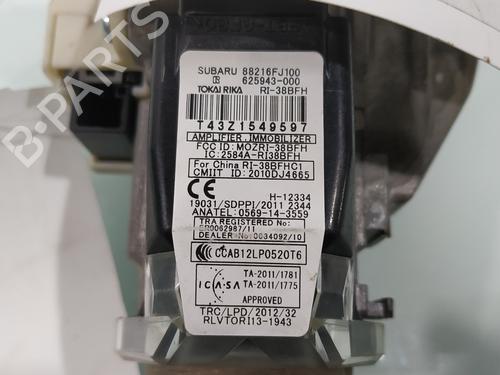 SUBARU 88216FJ100
625943-000
TOKAI RIKA RI-38BFH
T43Z1549597
AMPLIFIER, IMMOBILIZER
FCC ID: MOZRI-38BFH
IC: 2584A-RI38BFH
For China RI-38BFHC1
CMIIT ID: 2010DJ4665
H-12334
19031/SDPPI/2011 2344
ANATEL: 0569-14-3559
TRA REGISTERED No:
ER0062987/11
DEALER No: 0034092/10
CCAB12LP0520T6
ICASA
TA-2011/1781
TA-2011/1775
APPROVED
TRC/LPD/2012/32
RLVTORI13-1943
B-PARTS